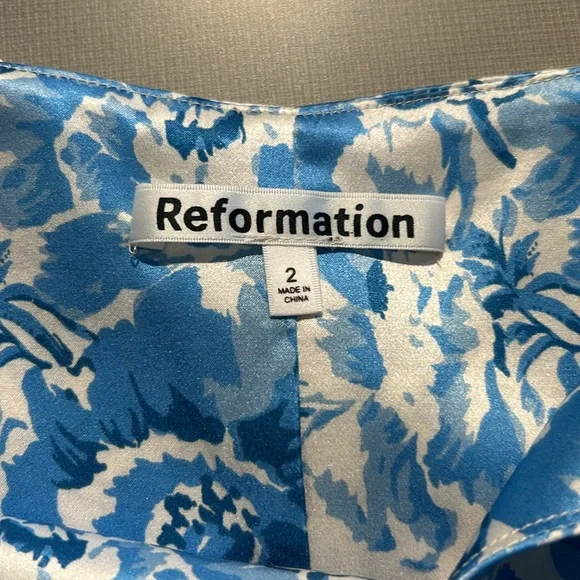 Reformation
2
MADE IN
CHINA